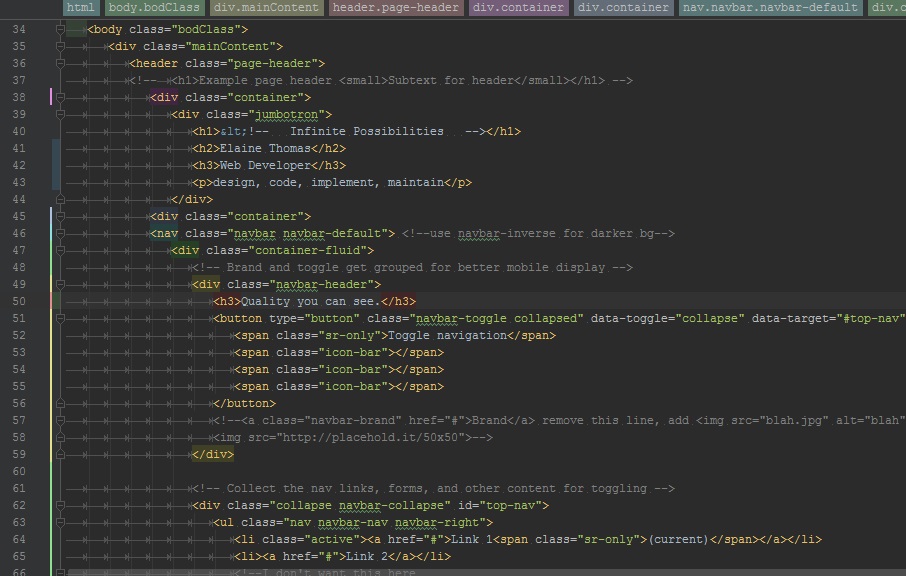 html body.bodClass div.mainContent header.page-header div.container div.container nav.navbar.navbar-default div.c
34 <body class="bodClass">
35 <div class="mainContent">
36 <header class="page-header">
37 <!-- <h1>Example page header <small>Subtext for header</small></h1> -->
38 <div class="container">
39 <div class="jumbotron">
40 <h1>&lt;!-- Infinite Possibilities --></h1>
41 <h2>Elaine Thomas</h2>
42 <h3>Web Developer</h3>
43 <p>design, code, implement, maintain</p>
44 </div>
45 <div class="container">
46 <nav class="navbar navbar-default"> <!--use navbar-inverse for darker bg-->
47 <div class="container-fluid">
48 <!-- Brand and toggle get grouped for better mobile display -->
49 <div class="navbar-header">
50 <h3>Quality you can see.</h3>
51 <button type="button" class="navbar-toggle collapsed" data-toggle="collapse" data-target="#top-nav"
52 <span class="sr-only">Toggle navigation</span>
53 <span class="icon-bar"></span>
54 <span class="icon-bar"></span>
55 <span class="icon-bar"></span>
56 </button>
57 <!--<a class="navbar-brand" href="#">Brand</a> remove this line, add <img src="blah.jpg" alt="blah"
58 <img src="http://placehold.it/50x50">-->
59 </div>
60
61 <!-- Collect the nav links, forms, and other content for toggling -->
62 <div class="collapse navbar-collapse" id="top-nav">
63 <ul class="nav navbar-nav navbar-right">
64 <li class="active"><a href="#">Link 1<span class="sr-only">(current)</span></a></li>
65 <li><a href="#">Link 2</a></li>
66 <!--I don't want this here